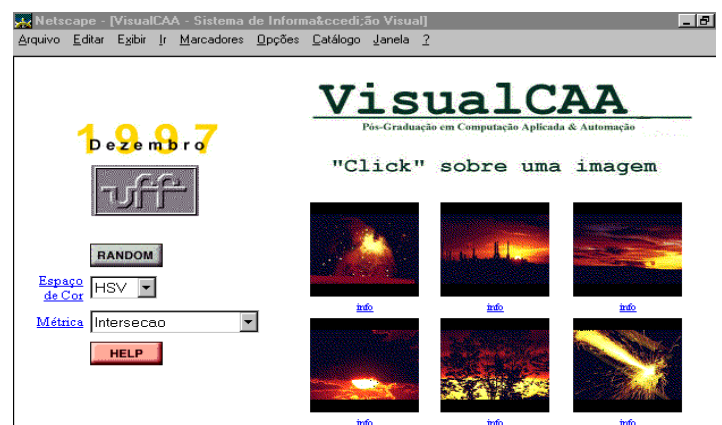 Netscape - [VisualCAA - Sistema de Informa&ccedi;ão Visual]
Arquivo Editar Exibir Ir Marcadores Opções Catálogo Janela ?
VisualCAA
Pós-Graduação em Computação Aplicada & Automação
1997
Dezembro
uff
"Click" sobre uma imagem
RANDOM
Espaço
de Cor
HSV
Métrica
Intersecao
HELP
info
info
info
info
info
info